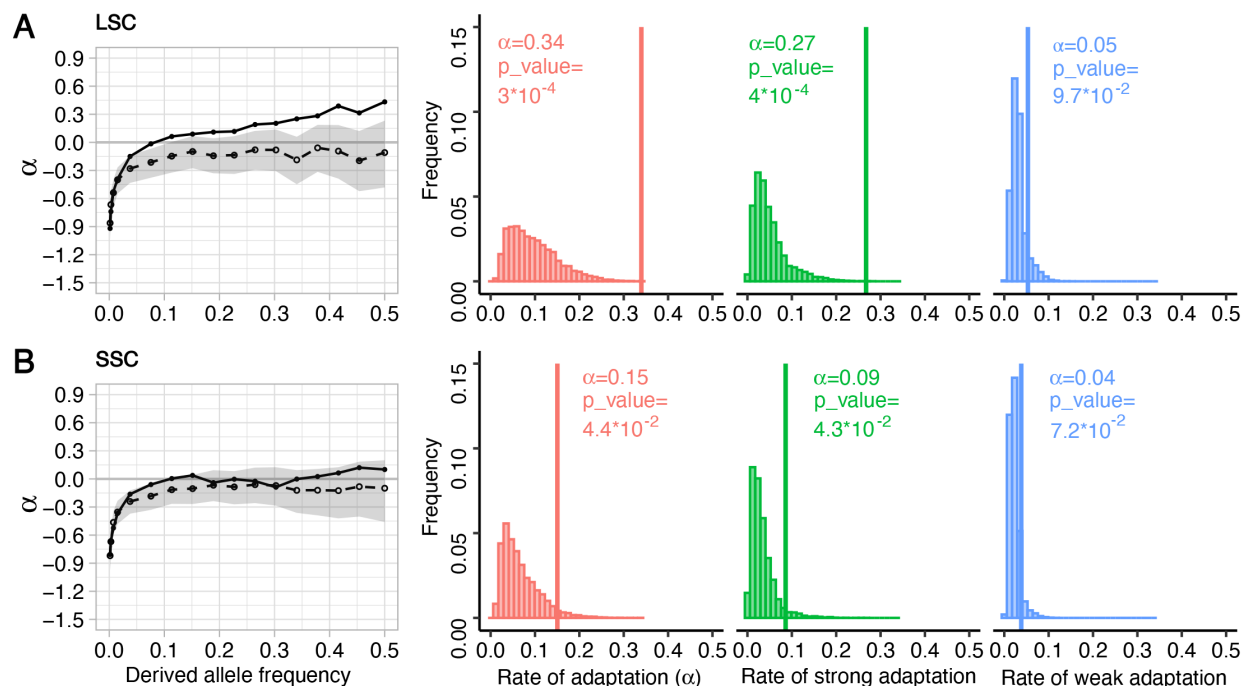 A
LSC
0.9
0.6
0.3
0.0
−0.3
−0.6
−0.9
−1.2
−1.5
α
0.0 0.1 0.2 0.3 0.4 0.5
Frequency
0.15
0.10
0.05
0.00
α=0.34
p_value=
3*10⁻⁴
0.0 0.1 0.2 0.3 0.4 0.5
α=0.27
p_value=
4*10⁻⁴
0.0 0.1 0.2 0.3 0.4 0.5
α=0.05
p_value=
9.7*10⁻²
0.0 0.1 0.2 0.3 0.4 0.5
B
SSC
0.9
0.6
0.3
0.0
−0.3
−0.6
−0.9
−1.2
−1.5
α
0.0 0.1 0.2 0.3 0.4 0.5
Derived allele frequency
Frequency
0.15
0.10
0.05
0.00
α=0.15
p_value=
4.4*10⁻²
0.0 0.1 0.2 0.3 0.4 0.5
Rate of adaptation (α)
α=0.09
p_value=
4.3*10⁻²
0.0 0.1 0.2 0.3 0.4 0.5
Rate of strong adaptation
α=0.04
p_value=
7.2*10⁻²
0.0 0.1 0.2 0.3 0.4 0.5
Rate of weak adaptation